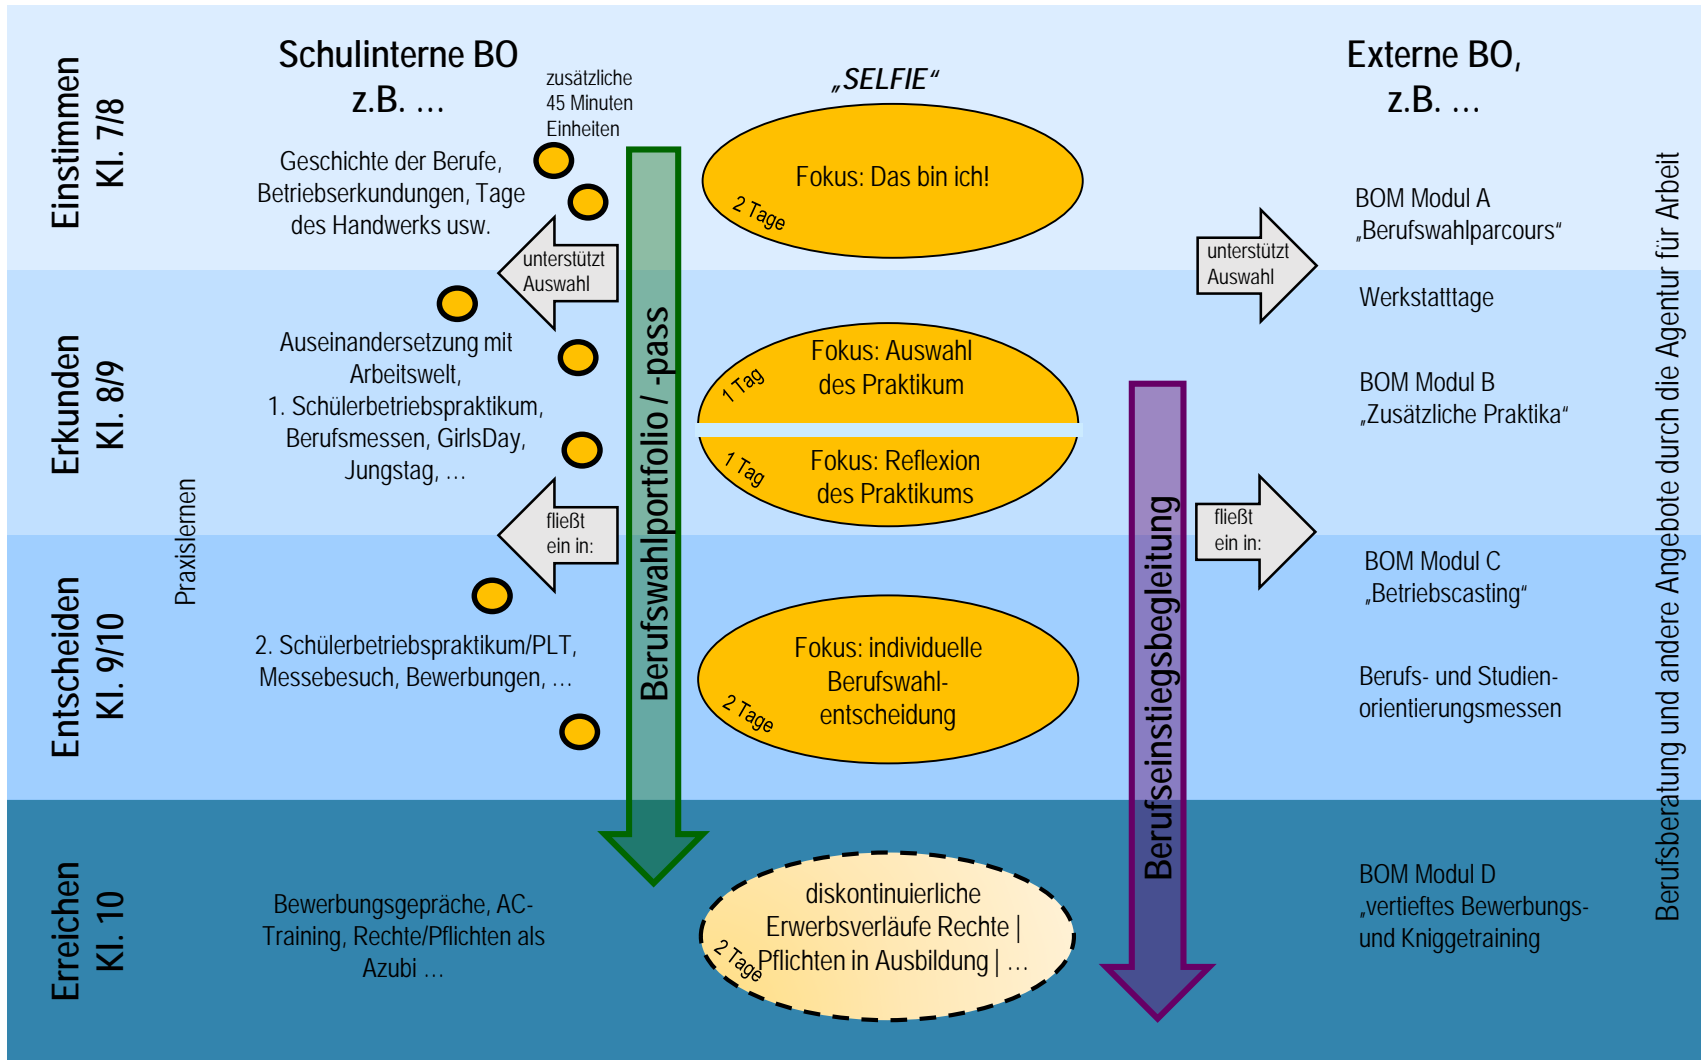 Einstimmen
Kl. 7/8
Schulinterne BO
z.B. …
zusätzliche
45 Minuten
Einheiten
„SELFIE“
Externe BO,
z.B. …
Geschichte der Berufe,
Betriebserkundungen, Tage
des Handwerks usw.
Fokus: Das bin ich!
2 Tage
BOM Modul A
„Berufswahlparcours“
unterstützt
Auswahl
unterstützt
Auswahl
Werkstatttage
Erkunden
Kl. 8/9
Auseinandersetzung mit
Arbeitswelt,
1. Schülerbetriebspraktikum,
Berufsmessen, GirlsDay,
Jungstag, …
Berufswahlportfolio / -pass
Fokus: Auswahl
des Praktikum
1 Tag
Fokus: Reflexion
des Praktikums
1 Tag
BOM Modul B
„Zusätzliche Praktika“
Praxislernen
fließt
ein in:
Berufseinstiegsbegleitung
fließt
ein in:
Entscheiden
Kl. 9/10
2. Schülerbetriebspraktikum/PLT,
Messebesuch, Bewerbungen, …
Fokus: individuelle
Berufswahl-
entscheidung
2 Tage
BOM Modul C
„Betriebscasting“
Berufs- und Studien-
orientierungsmessen
Erreichen
Kl. 10
Bewerbungsgepräche, AC-
Training, Rechte/Pflichten als
Azubi …
diskontinuierliche
Erwerbsverläufe Rechte |
Pflichten in Ausbildung | …
2 Tage
BOM Modul D
„vertieftes Bewerbungs-
und Kniggetraining
Berufsberatung und andere Angebote durch die Agentur für Arbeit